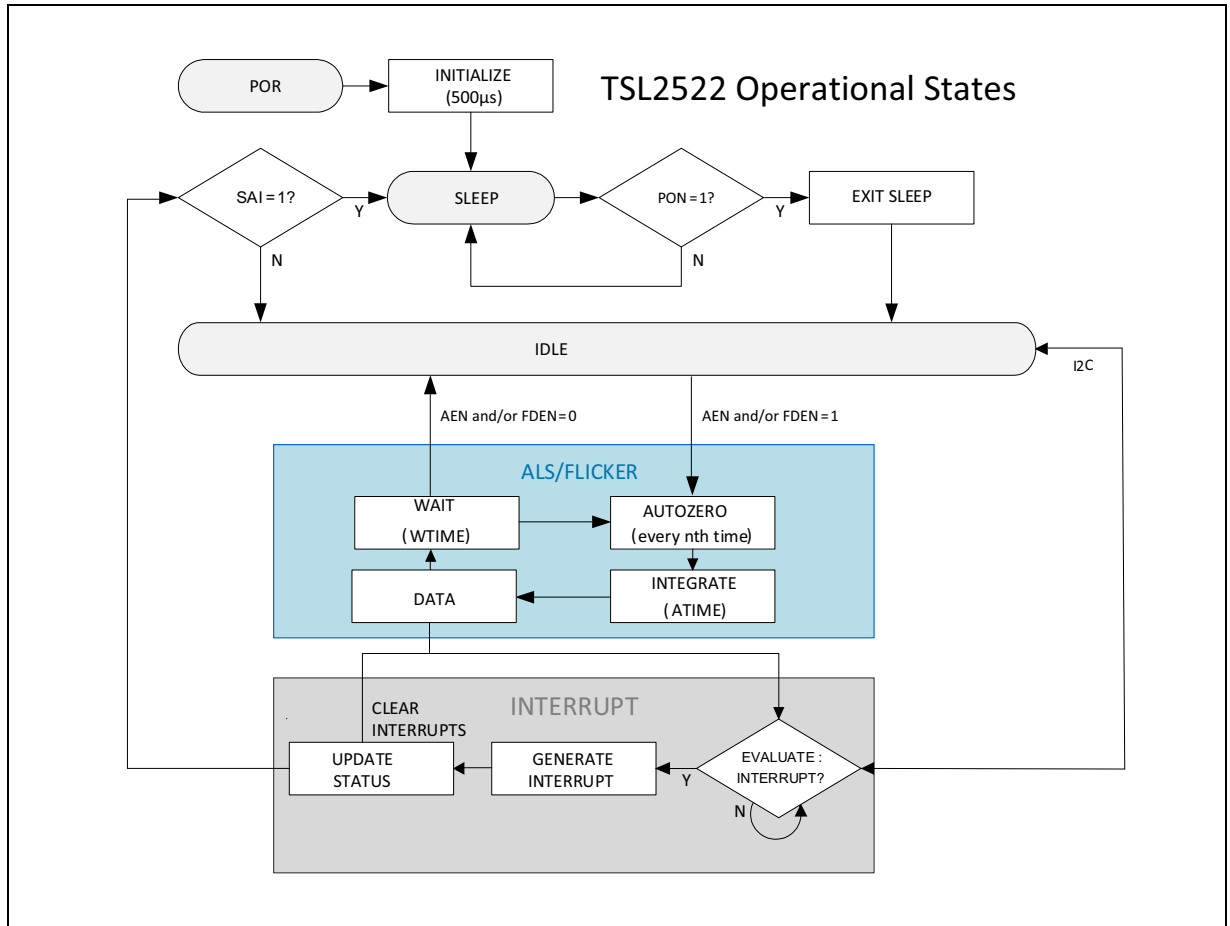 TSL2522 Operational States
POR
INITIALIZE
(500µs)
SAI = 1?
Y
N
SLEEP
PON = 1?
Y
N
EXIT SLEEP
IDLE
I2C
AEN and/or FDEN = 0
AEN and/or FDEN = 1
ALS/FLICKER
WAIT
(WTIME)
AUTOZERO
(every nth time)
DATA
INTEGRATE
(ATIME)
INTERRUPT
CLEAR
INTERRUPTS
UPDATE
STATUS
GENERATE
INTERRUPT
Y
EVALUATE :
INTERRUPT?
N